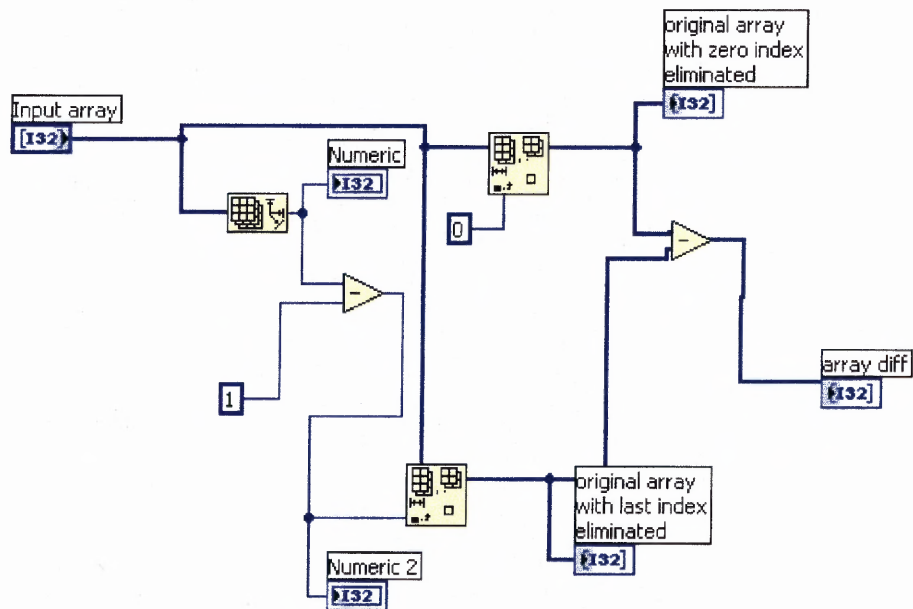 original array
with zero index
eliminated
[I32]
Input array
[I32]
Numeric
I32
0
-
-
1
array diff
[I32]
original array
with last index
eliminated
[I32]
Numeric 2
I32